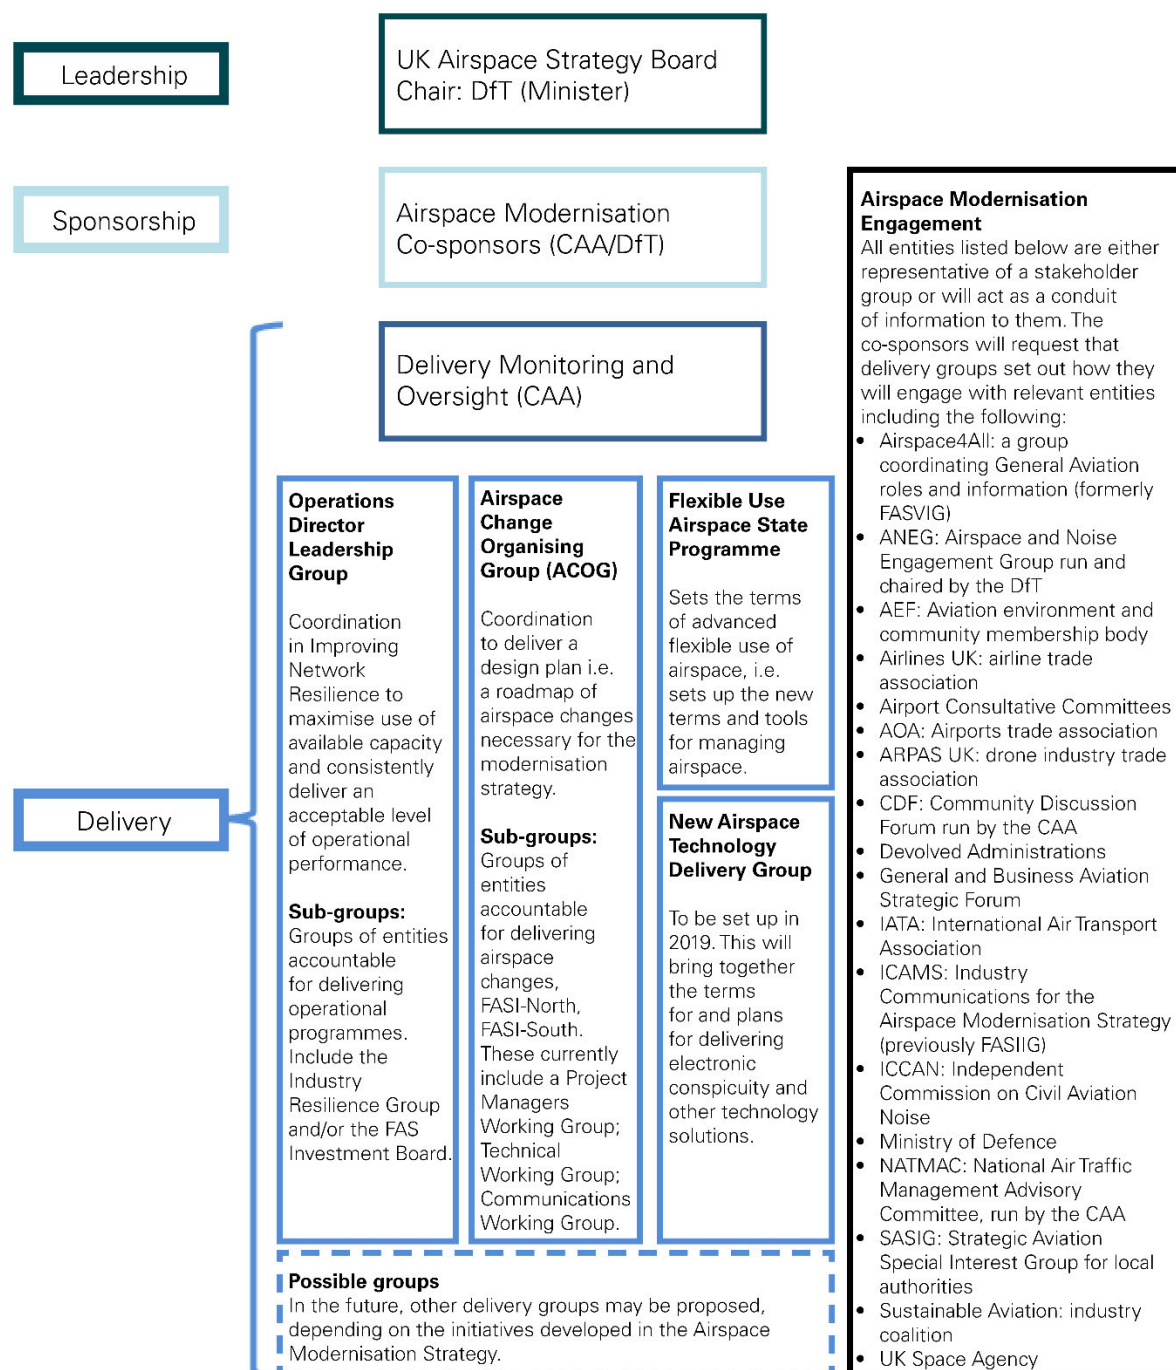 Leadership
UK Airspace Strategy Board
Chair: DfT (Minister)
Sponsorship
Airspace Modernisation
Co-sponsors (CAA/DfT)
Delivery
Delivery Monitoring and
Oversight (CAA)
Operations
Director
Leadership
Group
Coordination
in Improving
Network
Resilience to
maximise use of
available capacity
and consistently
deliver an
acceptable level
of operational
performance.
Sub-groups:
Groups of entities
accountable
for delivering
operational
programmes.
Include the
Industry
Resilience Group
and/or the FAS
Investment Board.
Airspace
Change
Organising
Group (ACOG)
Coordination
to deliver a
design plan i.e.
a roadmap of
airspace changes
necessary for the
modernisation
strategy.
Sub-groups:
Groups of
entities
accountable
for delivering
airspace
changes,
FASI-North,
FASI-South.
These currently
include a Project
Managers
Working Group;
Technical
Working Group;
Communications
Working Group.
Flexible Use
Airspace State
Programme
Sets the terms
of advanced
flexible use of
airspace, i.e.
sets up the new
terms and tools
for managing
airspace.
New Airspace
Technology
Delivery Group
To be set up in
2019. This will
bring together
the terms
for and plans
for delivering
electronic
conspicuity and
other technology
solutions.
Possible groups
In the future, other delivery groups may be proposed,
depending on the initiatives developed in the Airspace
Modernisation Strategy.
Airspace Modernisation
Engagement
All entities listed below are either
representative of a stakeholder
group or will act as a conduit
of information to them. The
co-sponsors will request that
delivery groups set out how they
will engage with relevant entities
including the following:
• Airspace4All: a group
coordinating General Aviation
roles and information (formerly
FASVIG)
• ANEG: Airspace and Noise
Engagement Group run and
chaired by the DfT
• AEF: Aviation environment and
community membership body
• Airlines UK: airline trade
association
• Airport Consultative Committees
• AOA: Airports trade association
• ARPAS UK: drone industry trade
association
• CDF: Community Discussion
Forum run by the CAA
• Devolved Administrations
• General and Business Aviation
Strategic Forum
• IATA: International Air Transport
Association
• ICAMS: Industry
Communications for the
Airspace Modernisation Strategy
(previously FASIIG)
• ICCAN: Independent
Commission on Civil Aviation
Noise
• Ministry of Defence
• NATMAC: National Air Traffic
Management Advisory
Committee, run by the CAA
• SASIG: Strategic Aviation
Special Interest Group for local
authorities
• Sustainable Aviation: industry
coalition
• UK Space Agency